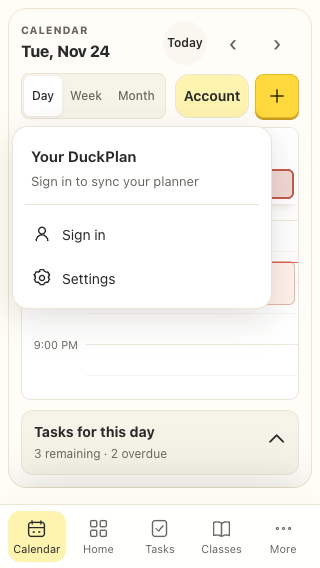 CALENDAR
Tue, Nov 24
Today
Day Week Month
Account
Your DuckPlan
Sign in to sync your planner
Sign in
Settings
9:00 PM
Tasks for this day
3 remaining · 2 overdue
Calendar Home Tasks Classes More